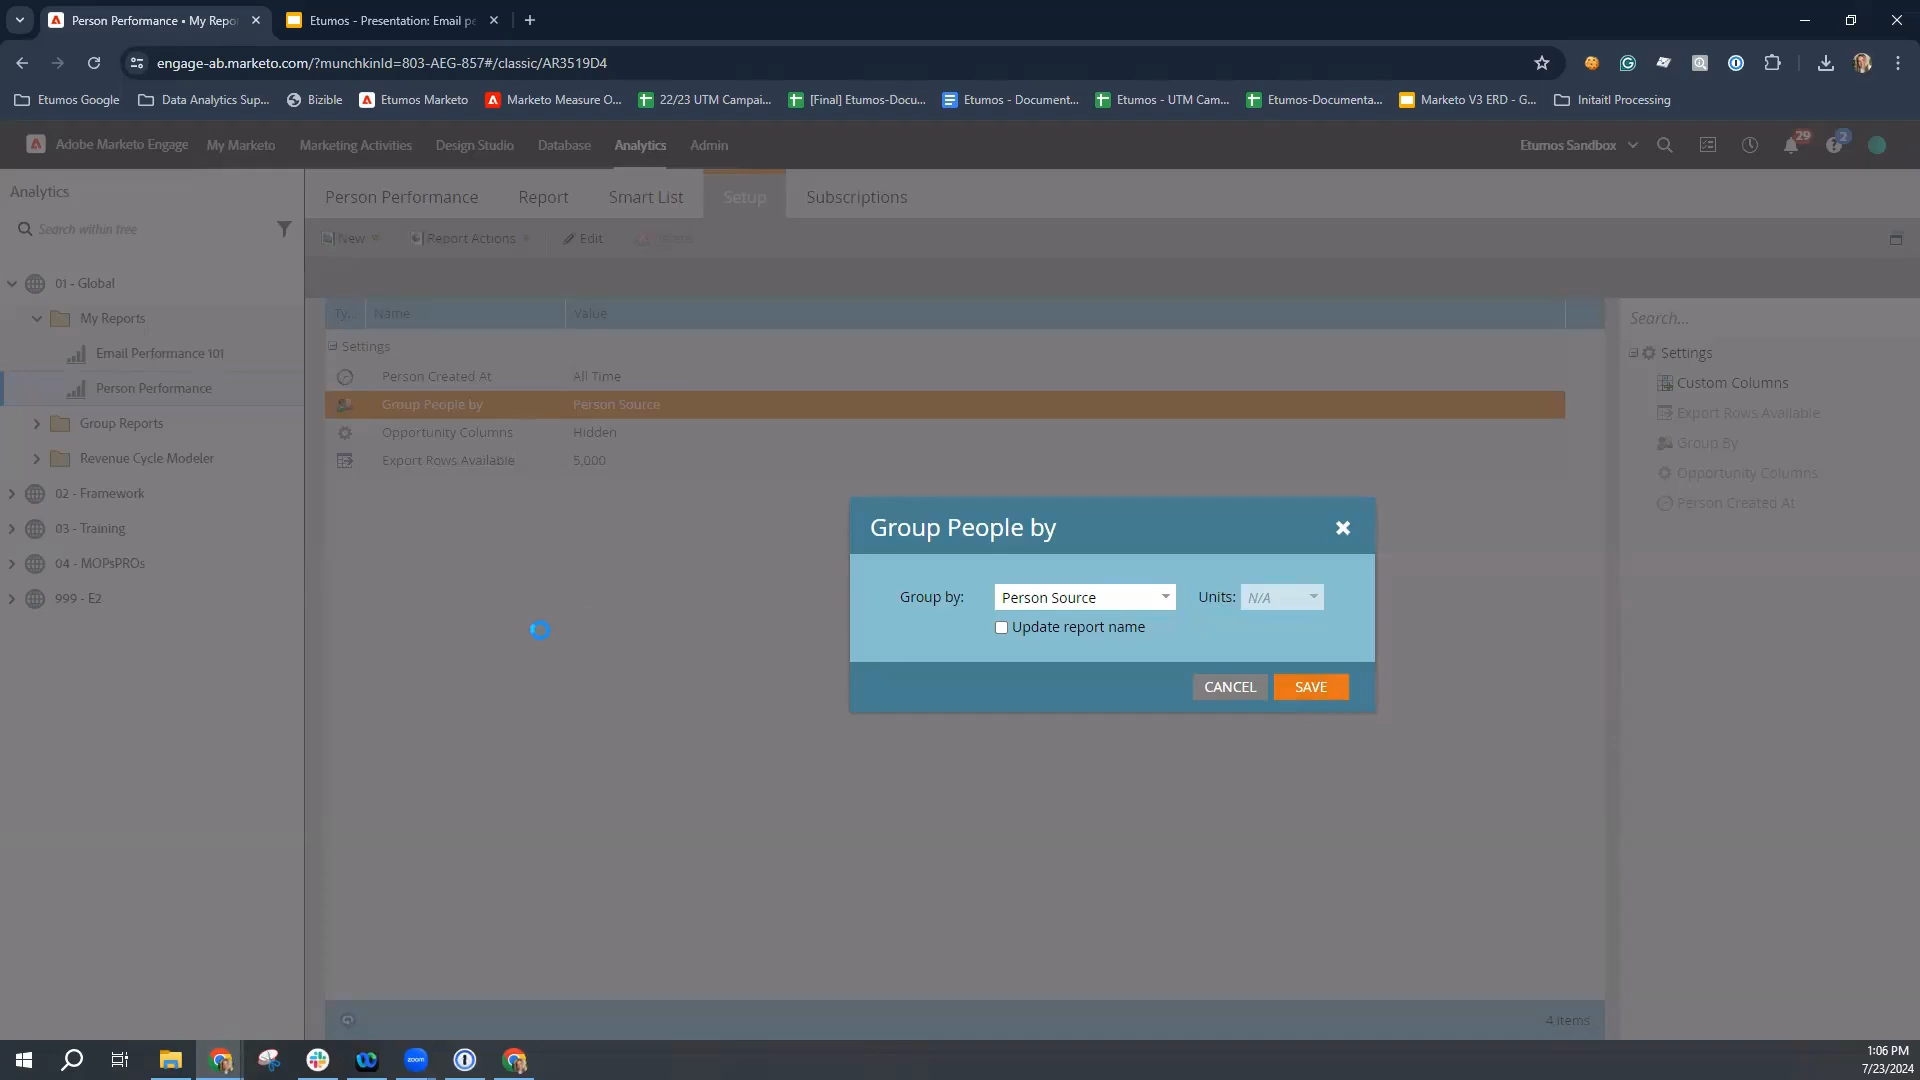 Person Performance • My Repo
Etumos - Presentation: Email pe
engage-ab.marketo.com/?munchkinId=803-AEG-857#/classic/AR3519D4
Etumos Google
Data Analytics Sup...
Bizible
Etumos Marketo
Marketo Measure O...
22/23 UTM Campai...
[Final] Etumos-Docu...
Etumos - Document...
Etumos - UTM Cam...
Etumos-Documenta...
Marketo V3 ERD - G...
Initaitl Processing
Adobe Marketo Engage
My Marketo
Marketing Activities
Design Studio
Database
Analytics
Admin
Etumos Sandbox
29
2
Analytics
Search within tree
01 - Global
My Reports
Email Performance 101
Person Performance
Group Reports
Revenue Cycle Modeler
02 - Framework
03 - Training
04 - MOPsPROs
999 - E2
Person Performance
Report
Smart List
Setup
Subscriptions
New
Report Actions
Edit
Ty...
Name
Value
Settings
Person Created At
All Time
Group People by
Person Source
Opportunity Columns
Hidden
Export Rows Available
5,000
4 items
Search...
Settings
Custom Columns
Export Rows Available
Group By
Opportunity Columns
Person Created At
Group People by
Group by:
Person Source
Units:
N/A
Update report name
CANCEL
SAVE
zoom
1:06 PM
7/23/2024